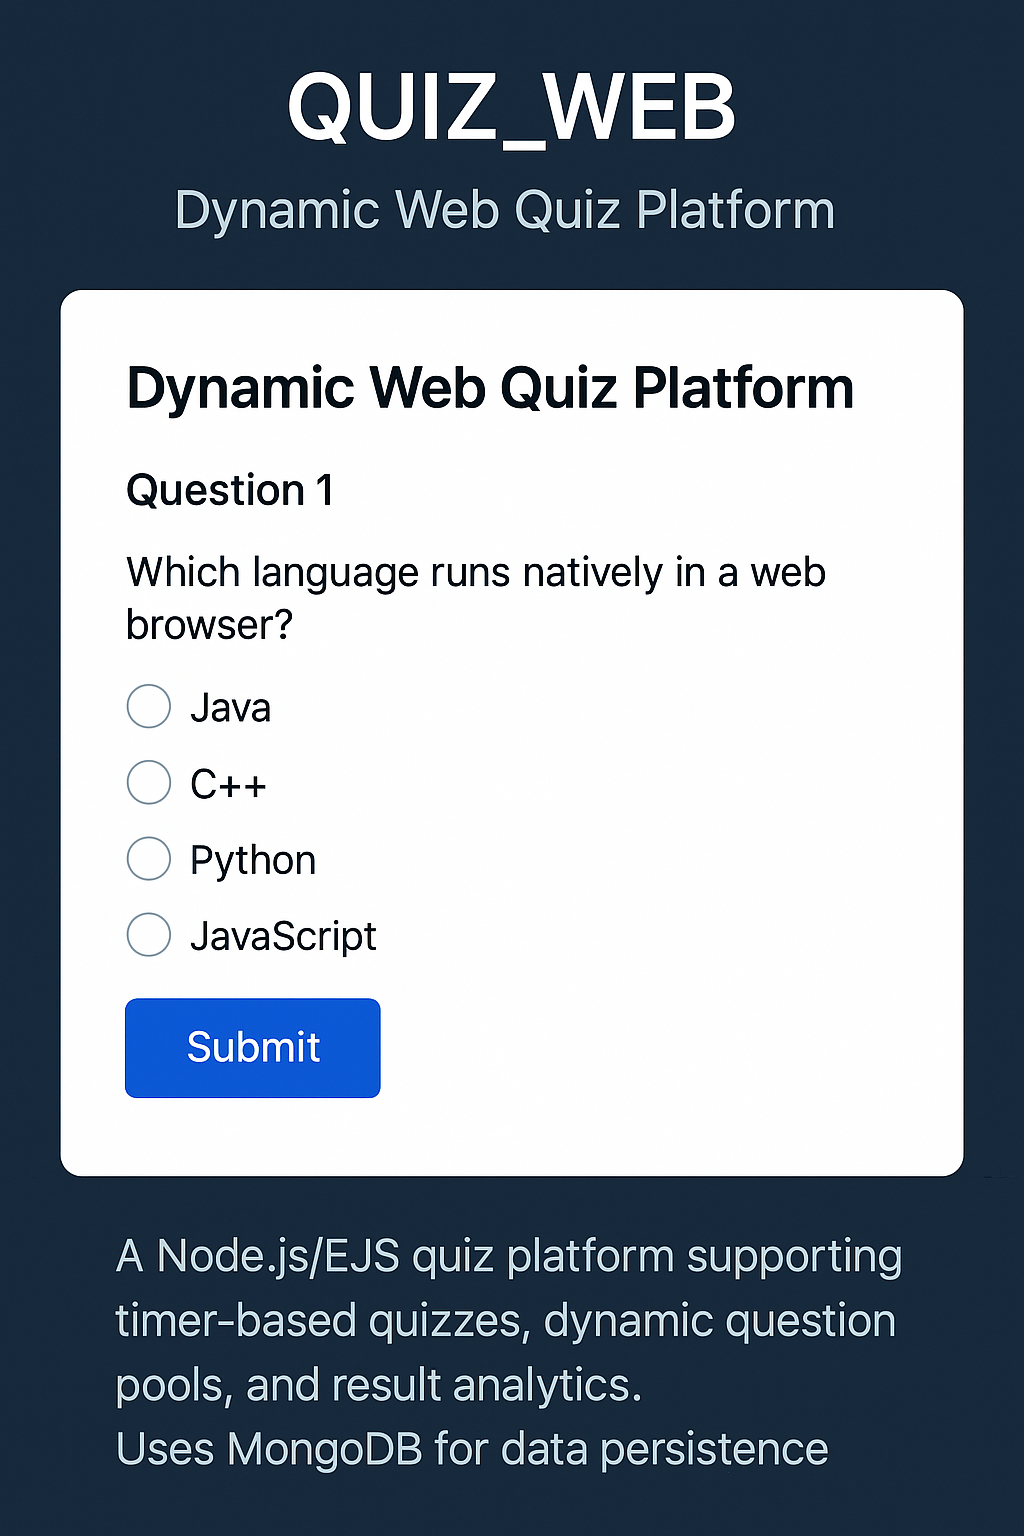 QUIZ_WEB
Dynamic Web Quiz Platform
Dynamic Web Quiz Platform
Question 1
Which language runs natively in a web
browser?
Java
C++
Python
JavaScript
Submit
A Node.js/EJS quiz platform supporting
timer-based quizzes, dynamic question
pools, and result analytics.
Uses MongoDB for data persistence